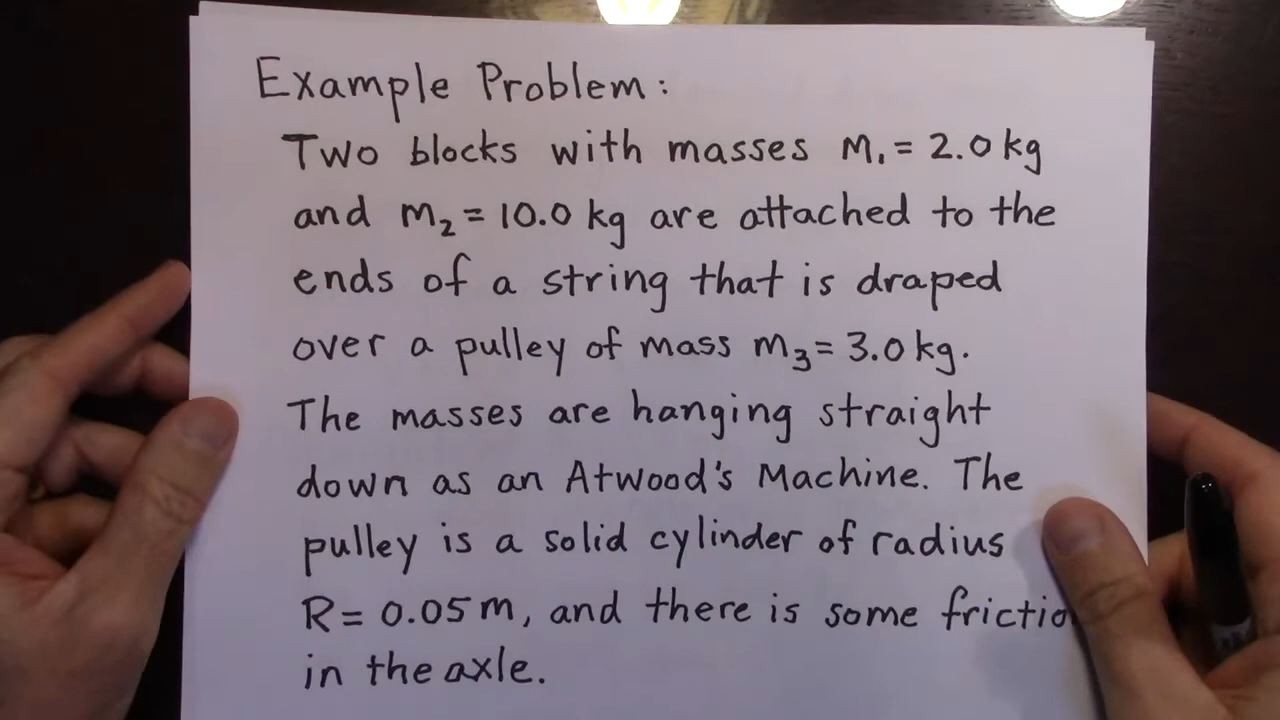 Example Problem:
Two blocks with masses m₁ = 2.0 kg
and m₂ = 10.0 kg are attached to the
ends of a string that is draped
over a pulley of mass m₃ = 3.0 kg.
The masses are hanging straight
down as an Atwood's Machine. The
pulley is a solid cylinder of radius
R = 0.05 m, and there is some frictio
in the axle.